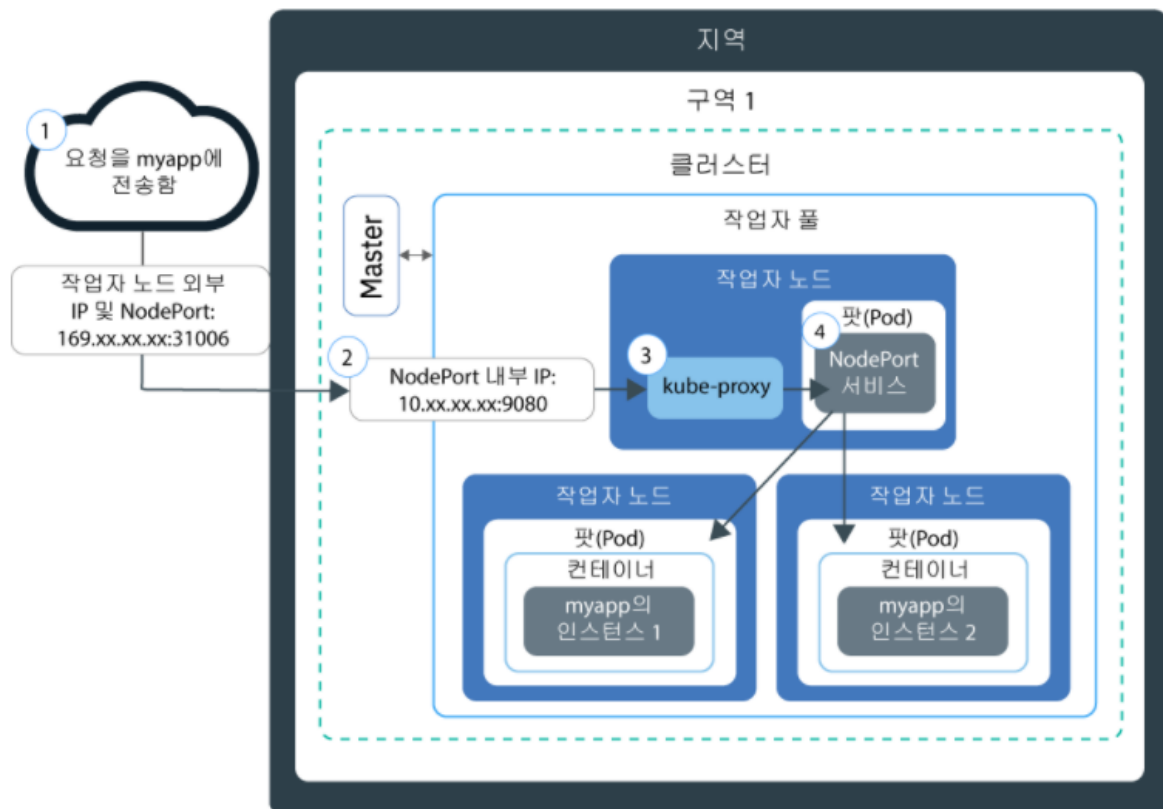 지역
구역 1
클러스터
1
요청을 myapp에
전송함
작업자 노드 외부
IP 및 NodePort:
169.xx.xx.xx:31006
Master
작업자 풀
2
NodePort 내부 IP:
10.xx.xx.xx:9080
작업자 노드
3
kube-proxy
팟(Pod)
4
NodePort
서비스
작업자 노드
팟(Pod)
컨테이너
myapp의
인스턴스 1
작업자 노드
팟(Pod)
컨테이너
myapp의
인스턴스 2